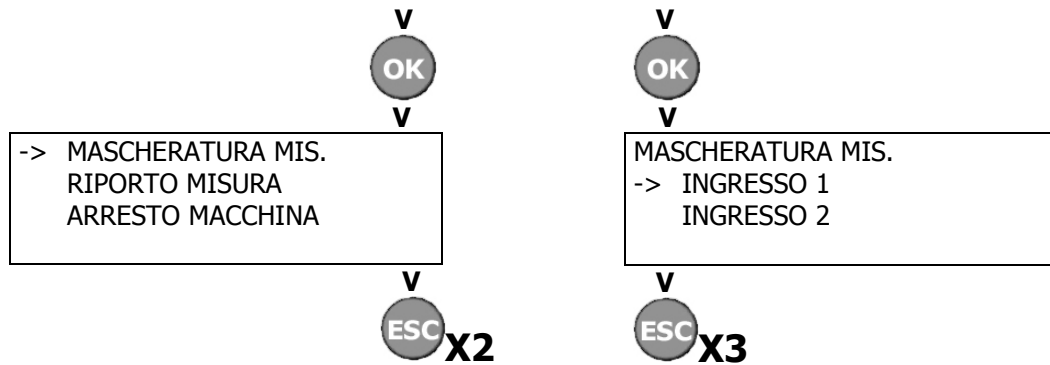 v
OK
v
-> MASCHERATURA MIS.
RIPORTO MISURA
ARRESTO MACCHINA
v
ESC X2
v
OK
v
MASCHERATURA MIS.
-> INGRESSO 1
INGRESSO 2
v
ESC X3